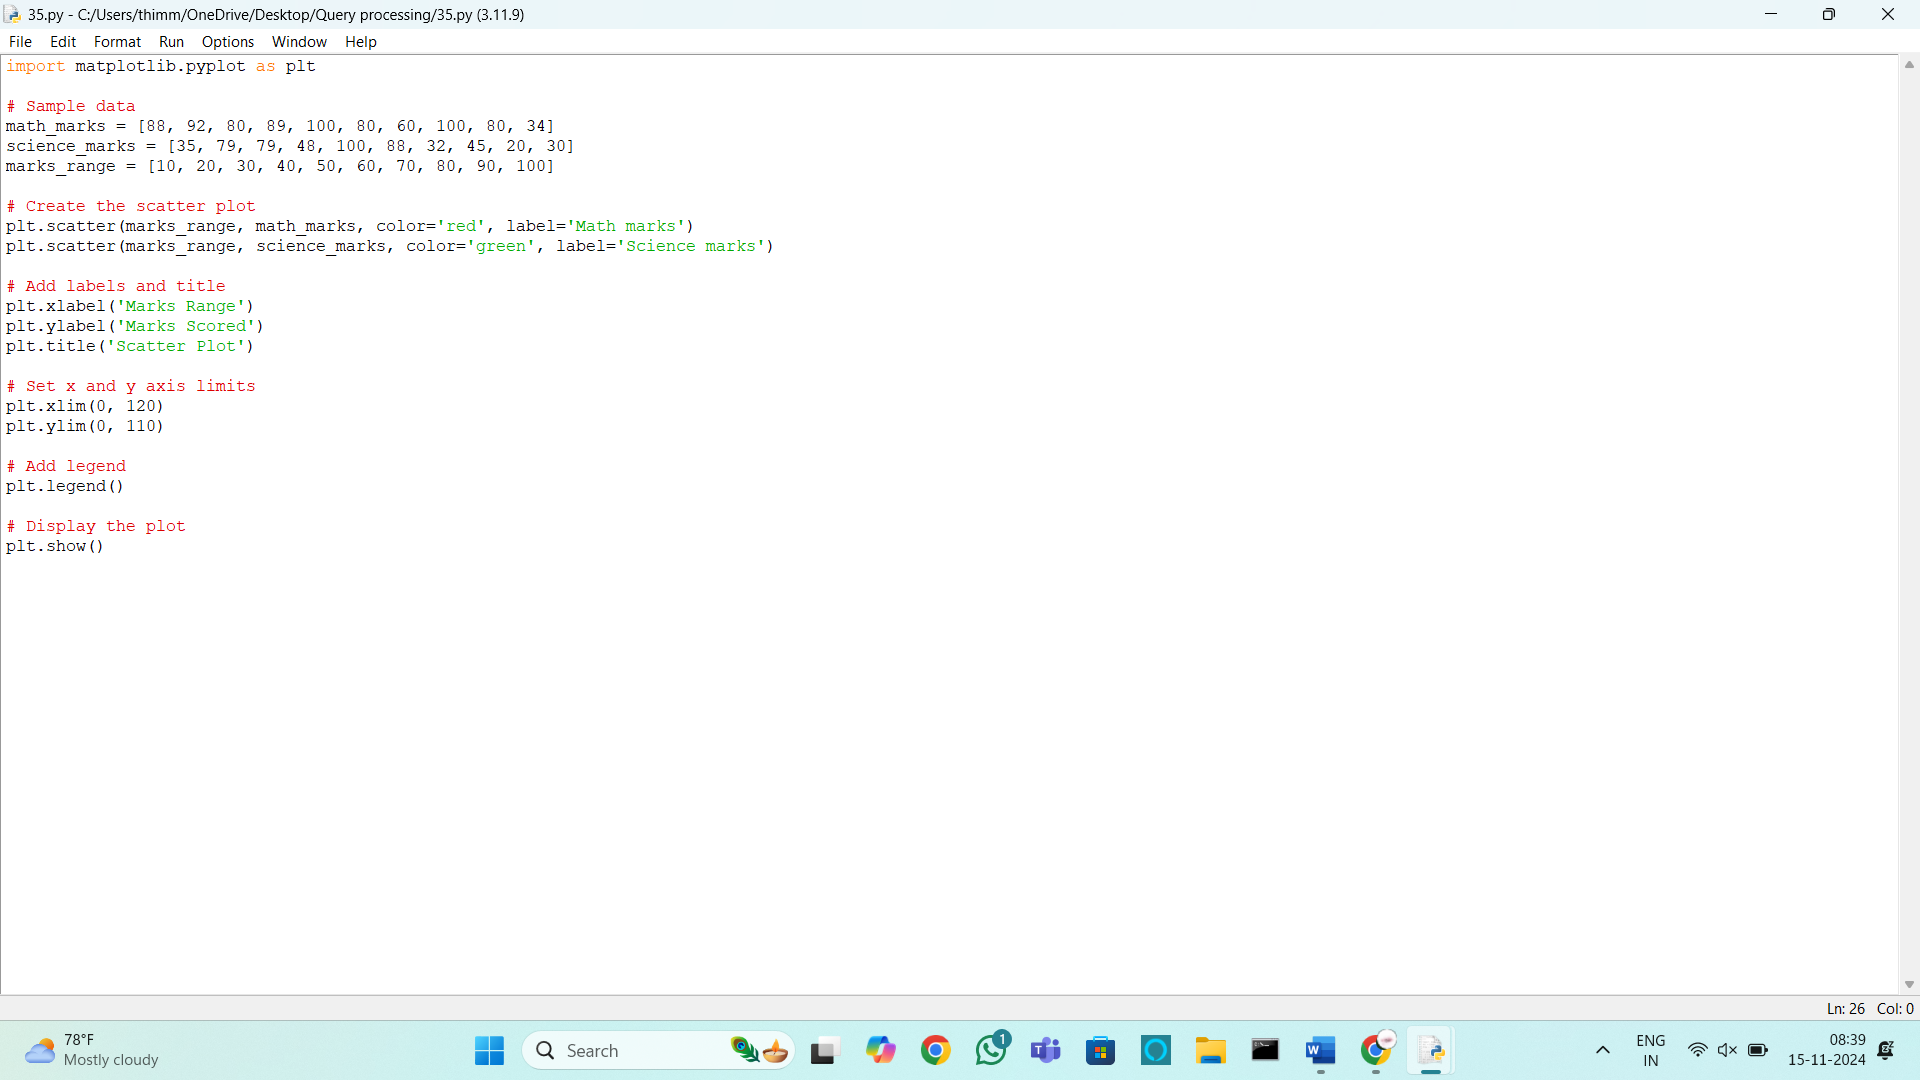 35.py - C:/Users/thimm/OneDrive/Desktop/Query processing/35.py (3.11.9)
File Edit Format Run Options Window Help
import matplotlib.pyplot as plt

# Sample data
math_marks = [88, 92, 80, 89, 100, 80, 60, 100, 80, 34]
science_marks = [35, 79, 79, 48, 100, 88, 32, 45, 20, 30]
marks_range = [10, 20, 30, 40, 50, 60, 70, 80, 90, 100]

# Create the scatter plot
plt.scatter(marks_range, math_marks, color='red', label='Math marks')
plt.scatter(marks_range, science_marks, color='green', label='Science marks')

# Add labels and title
plt.xlabel('Marks Range')
plt.ylabel('Marks Scored')
plt.title('Scatter Plot')

# Set x and y axis limits
plt.xlim(0, 120)
plt.ylim(0, 110)

# Add legend
plt.legend()

# Display the plot
plt.show()
Ln: 26 Col: 0
78°F
Mostly cloudy
Search
1
ENG
IN
08:39
15-11-2024